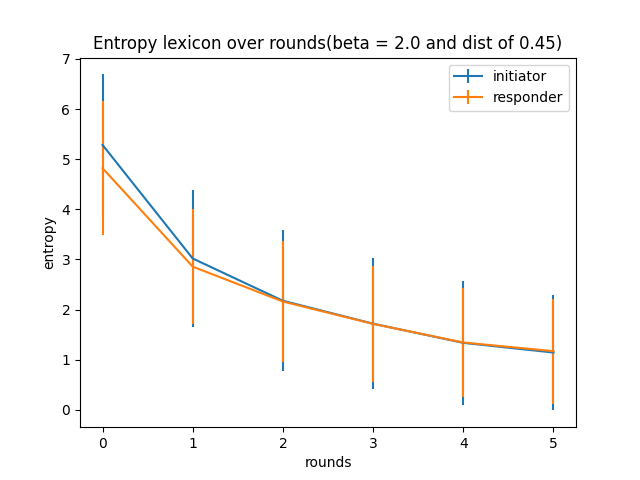 Entropy lexicon over rounds(beta = 2.0 and dist of 0.45)
initiator
responder
7
6
5
4
3
2
1
0
entropy
0 1 2 3 4 5
rounds